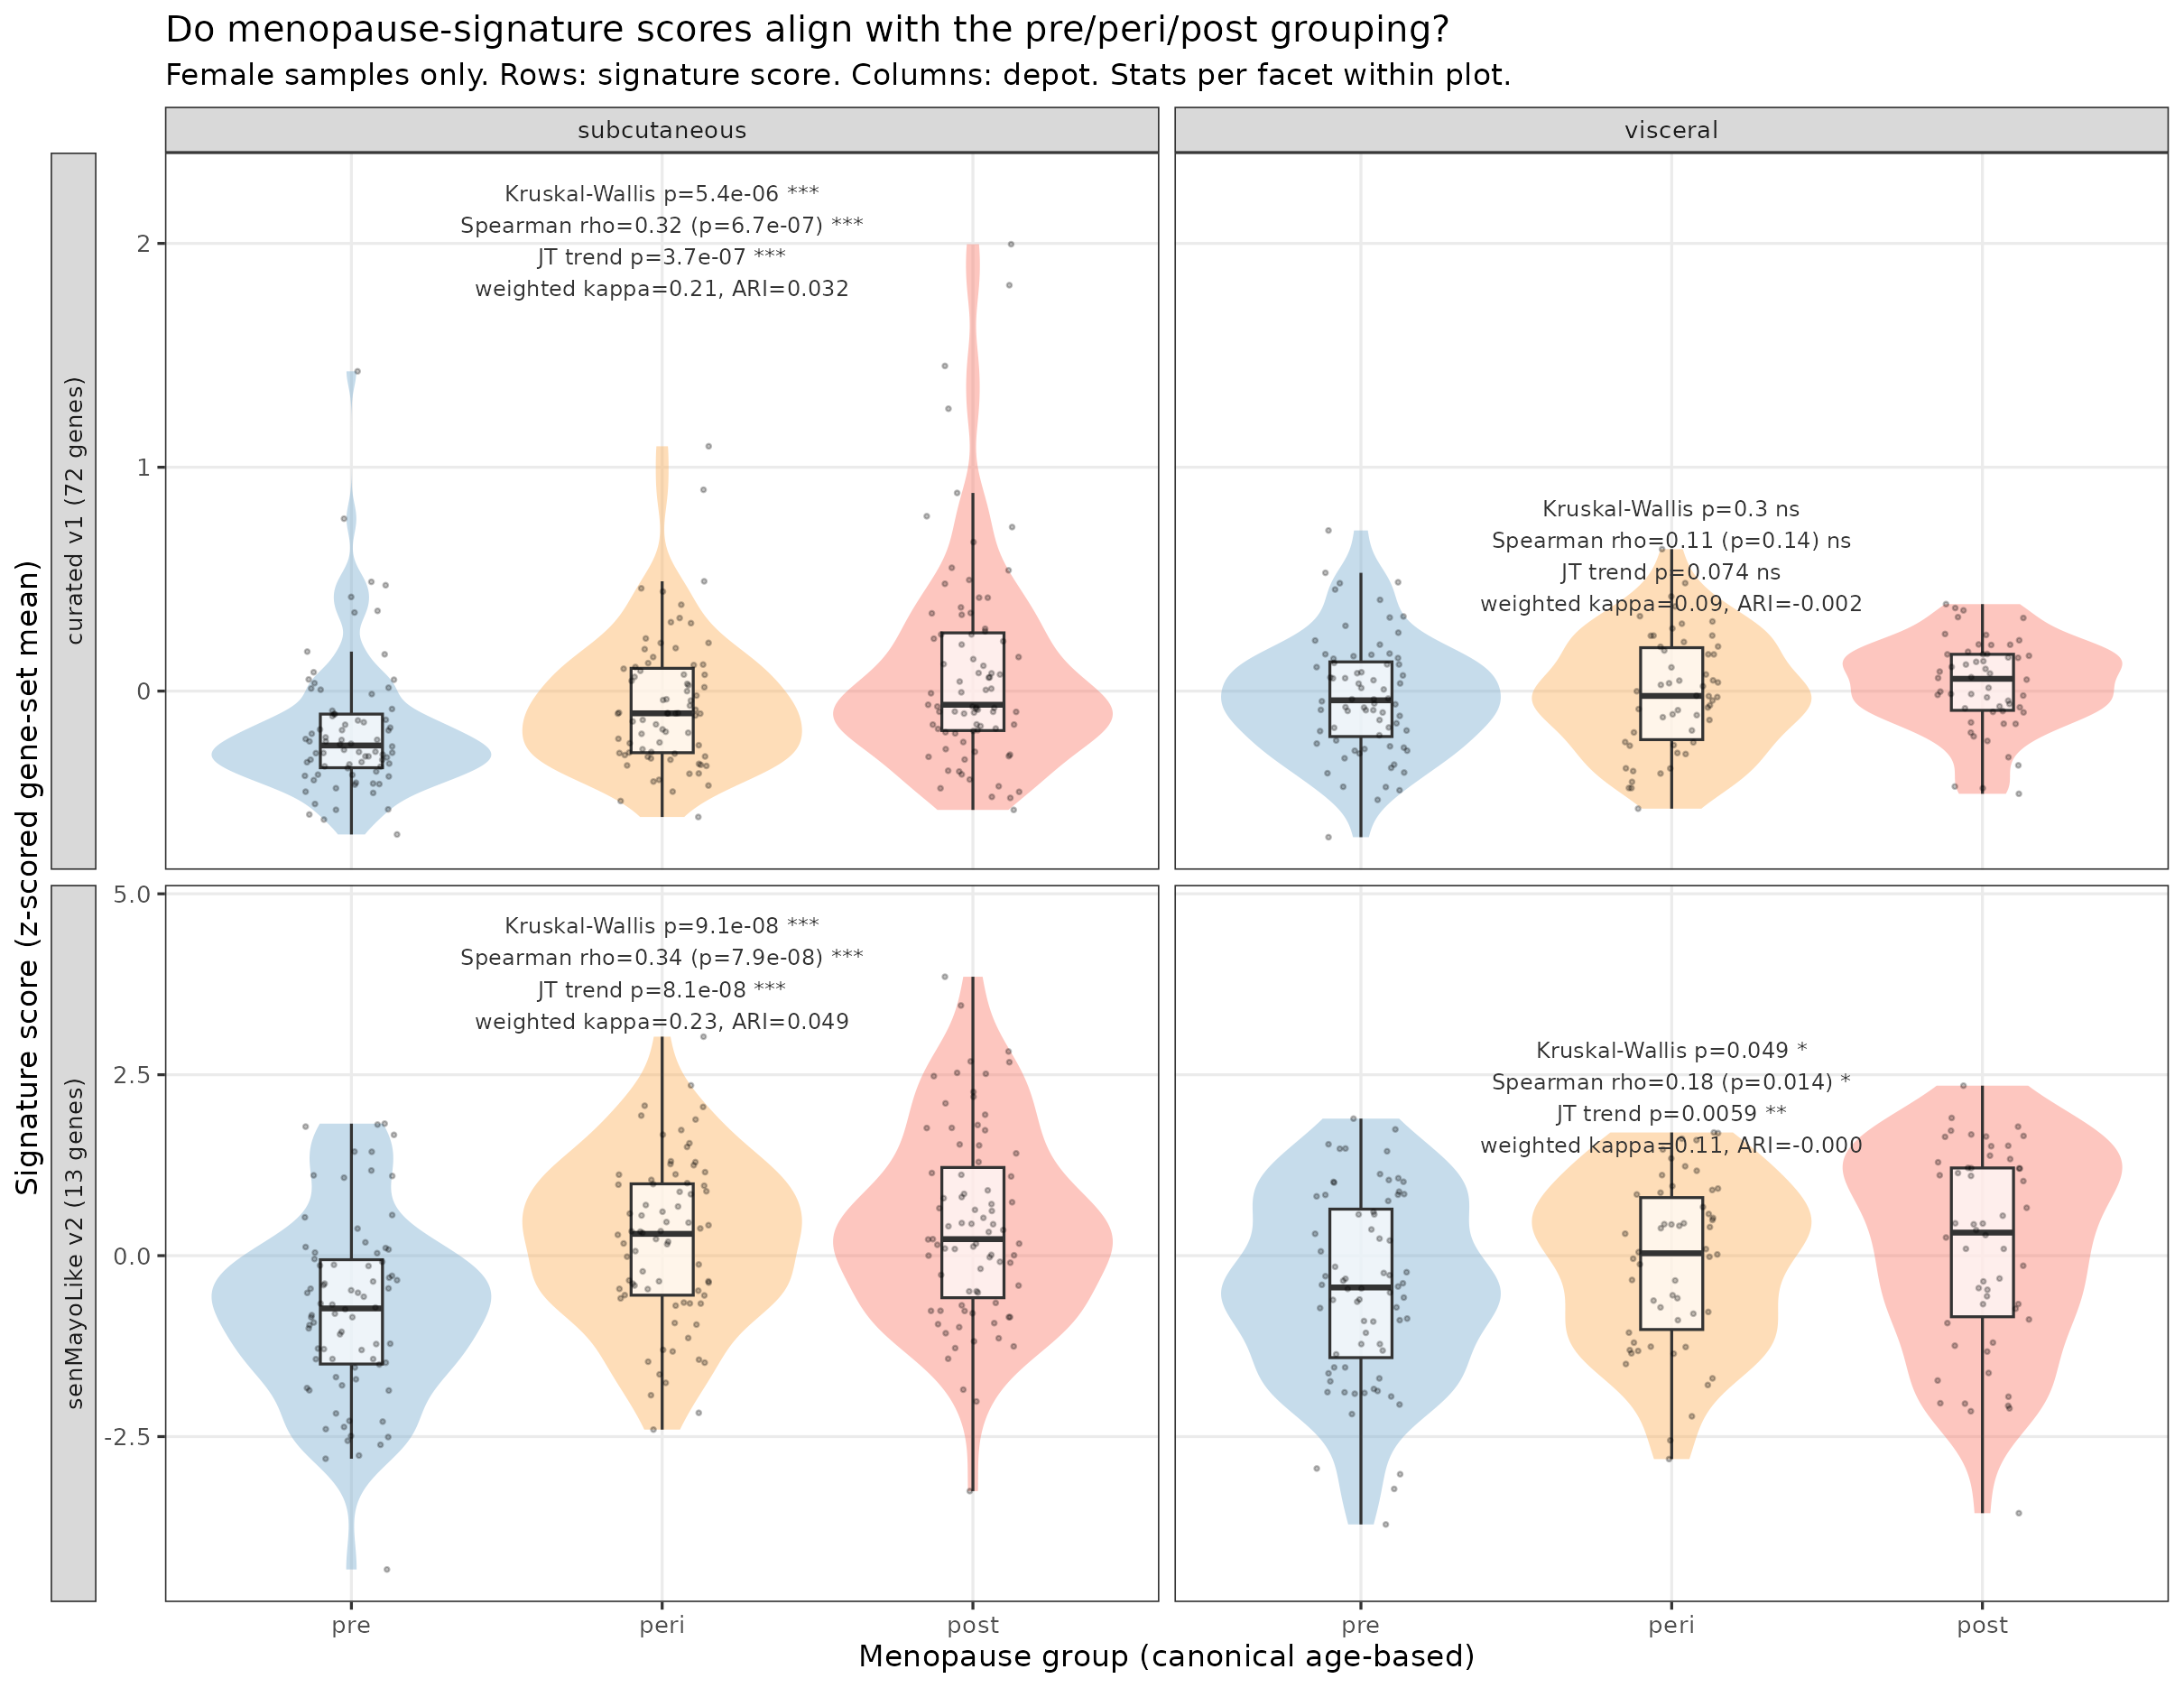 Do menopause-signature scores align with the pre/peri/post grouping?
Female samples only. Rows: signature score. Columns: depot. Stats per facet within plot.
subcutaneous
visceral
Signature score (z-scored gene-set mean)
curated v1 (72 genes)
2
1
0
Kruskal-Wallis p=5.4e-06 ***
Spearman rho=0.32 (p=6.7e-07) ***
JT trend p=3.7e-07 ***
weighted kappa=0.21, ARI=0.032
Kruskal-Wallis p=0.3 ns
Spearman rho=0.11 (p=0.14) ns
JT trend p=0.074 ns
weighted kappa=0.09, ARI=-0.002
senMayoLike v2 (13 genes)
5.0
2.5
0.0
-2.5
Kruskal-Wallis p=9.1e-08 ***
Spearman rho=0.34 (p=7.9e-08) ***
JT trend p=8.1e-08 ***
weighted kappa=0.23, ARI=0.049
Kruskal-Wallis p=0.049 *
Spearman rho=0.18 (p=0.014) *
JT trend p=0.0059 **
weighted kappa=0.11, ARI=-0.000
pre peri post
pre peri post
Menopause group (canonical age-based)